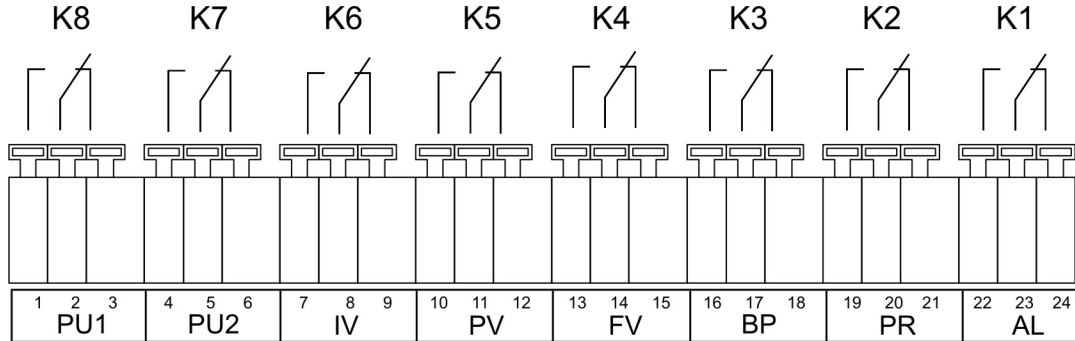 K8 K7 K6 K5 K4 K3 K2 K1
1 2 3 4 5 6 7 8 9 10 11 12 13 14 15 16 17 18 19 20 21 22 23 24
PU1 PU2 IV PV FV BP PR AL